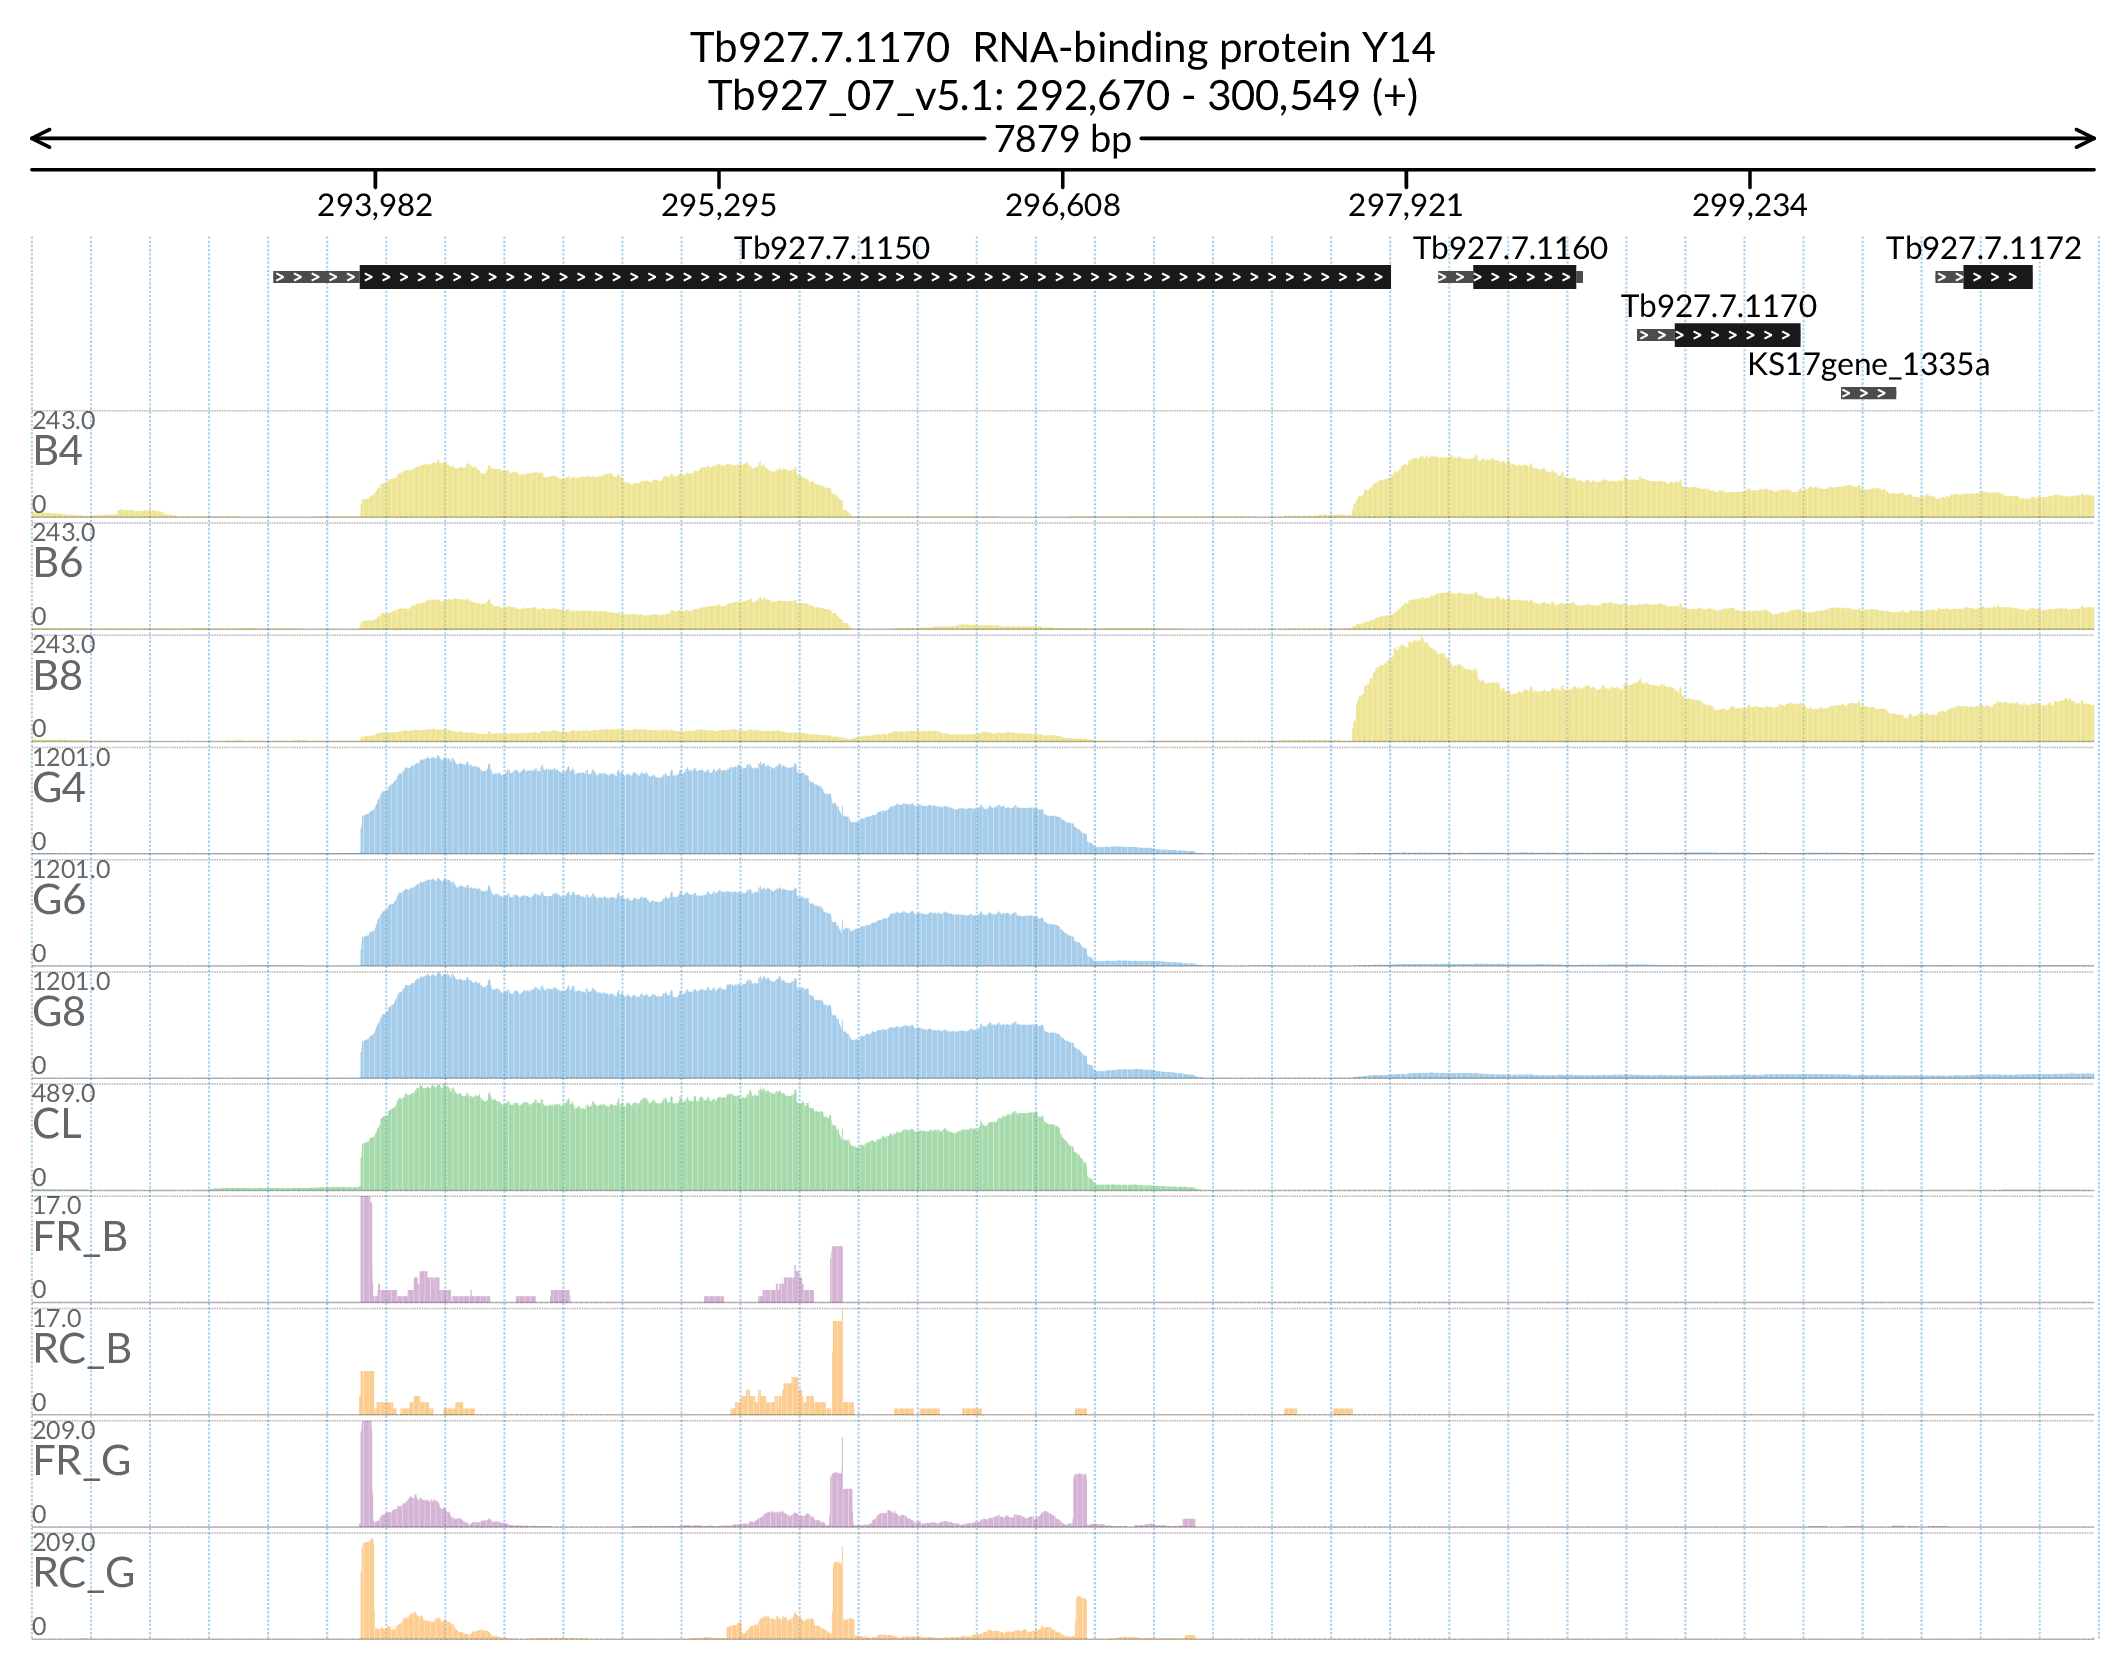 Tb927.7.1170  RNA-binding protein Y14
Tb927_07_v5.1: 292,670 - 300,549 (+)
7879 bp
293,982 295,295 296,608 297,921 299,234
Tb927.7.1150 Tb927.7.1160 Tb927.7.1172
Tb927.7.1170
KS17gene_1335a
243.0
B4
0
243.0
B6
0
243.0
B8
0
1201.0
G4
0
1201.0
G6
0
1201.0
G8
0
489.0
CL
0
17.0
FR_B
0
17.0
RC_B
0
209.0
FR_G
0
209.0
RC_G
0